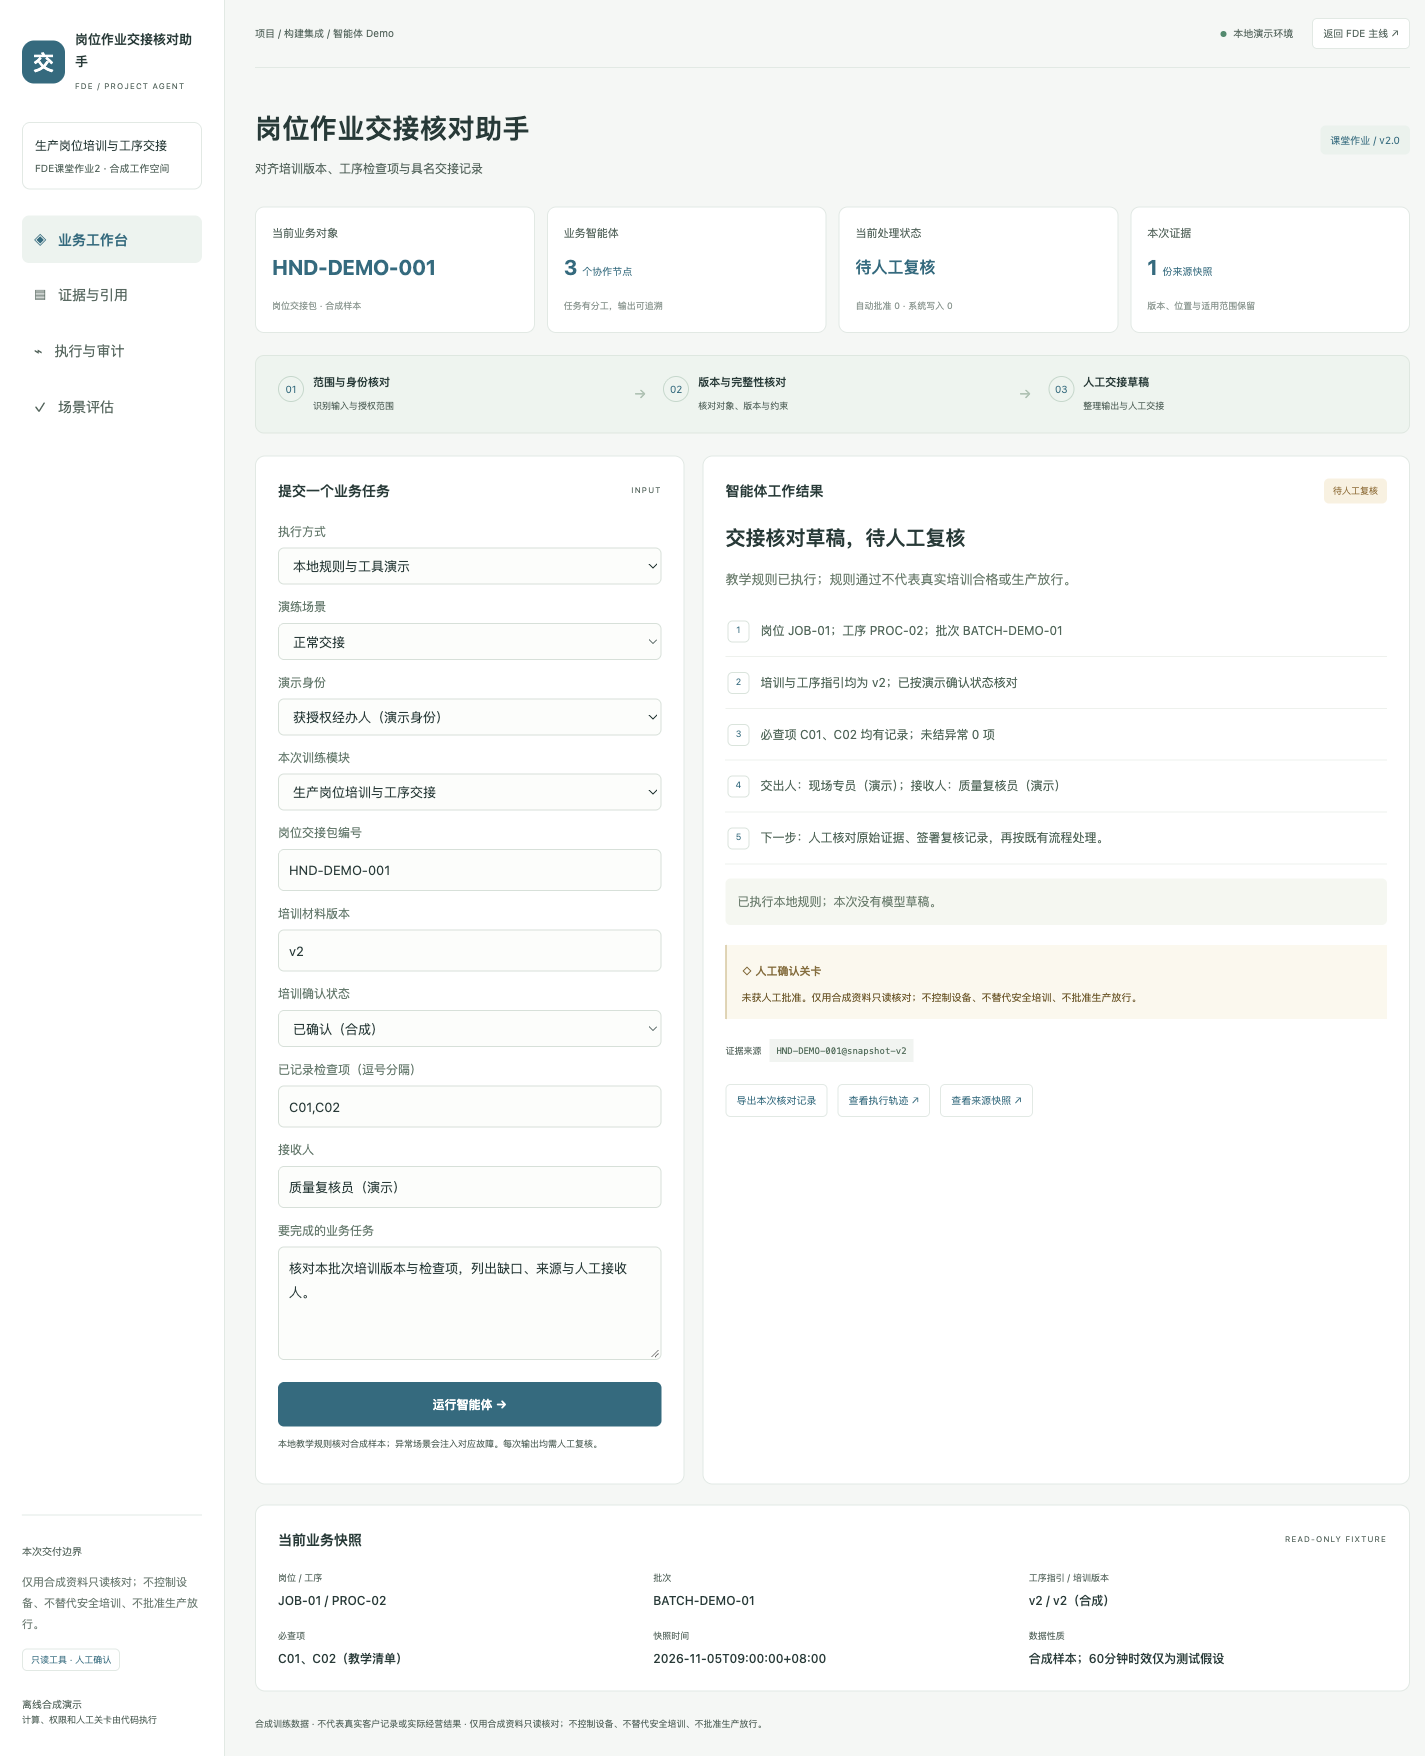 交
岗位作业交接核对助
手
FDE / PROJECT AGENT
生产岗位培训与工序交接
FDE课堂作业2 · 合成工作空间
业务工作台
证据与引用
执行与审计
场景评估
本次交付边界
仅用合成资料只读核对；不控制设
备、不替代安全培训、不批准生产放
行。
只读工具 · 人工确认
离线合成演示
计算、权限和人工关卡由代码执行
项目 / 构建集成 / 智能体 Demo
本地演示环境
返回 FDE 主线 ↗
岗位作业交接核对助手
对齐培训版本、工序检查项与具名交接记录
课堂作业 / v2.0
当前业务对象
HND-DEMO-001
岗位交接包 · 合成样本
业务智能体
3 个协作节点
任务有分工，输出可追溯
当前处理状态
待人工复核
自动批准 0 · 系统写入 0
本次证据
1 份来源快照
版本、位置与适用范围保留
01 范围与身份核对
识别输入与授权范围
→
02 版本与完整性核对
核对对象、版本与约束
→
03 人工交接草稿
整理输出与人工交接
提交一个业务任务
INPUT
执行方式
本地规则与工具演示
演练场景
正常交接
演示身份
获授权经办人（演示身份）
本次训练模块
生产岗位培训与工序交接
岗位交接包编号
HND-DEMO-001
培训材料版本
v2
培训确认状态
已确认（合成）
已记录检查项（逗号分隔）
C01,C02
接收人
质量复核员（演示）
要完成的业务任务
核对本批次培训版本与检查项，列出缺口、来源与人工接收
人。
运行智能体 →
本地教学规则核对合成样本；异常场景会注入对应故障。每次输出均需人工复核。
智能体工作结果
待人工复核
交接核对草稿，待人工复核
教学规则已执行；规则通过不代表真实培训合格或生产放行。
1 岗位 JOB-01；工序 PROC-02；批次 BATCH-DEMO-01
2 培训与工序指引均为 v2；已按演示确认状态核对
3 必查项 C01、C02 均有记录；未结异常 0 项
4 交出人：现场专员（演示）；接收人：质量复核员（演示）
5 下一步：人工核对原始证据、签署复核记录，再按既有流程处理。
已执行本地规则；本次没有模型草稿。
◇ 人工确认关卡
未获人工批准。仅用合成资料只读核对；不控制设备、不替代安全培训、不批准生产放行。
证据来源 HND-DEMO-001@snapshot-v2
导出本次核对记录
查看执行轨迹 ↗
查看来源快照 ↗
当前业务快照
READ-ONLY FIXTURE
岗位 / 工序
JOB-01 / PROC-02
批次
BATCH-DEMO-01
工序指引 / 培训版本
v2 / v2（合成）
必查项
C01、C02（教学清单）
快照时间
2026-11-05T09:00:00+08:00
数据性质
合成样本；60分钟时效仅为测试假设
合成训练数据 · 不代表真实客户记录或实际经营结果 · 仅用合成资料只读核对；不控制设备、不替代安全培训、不批准生产放行。